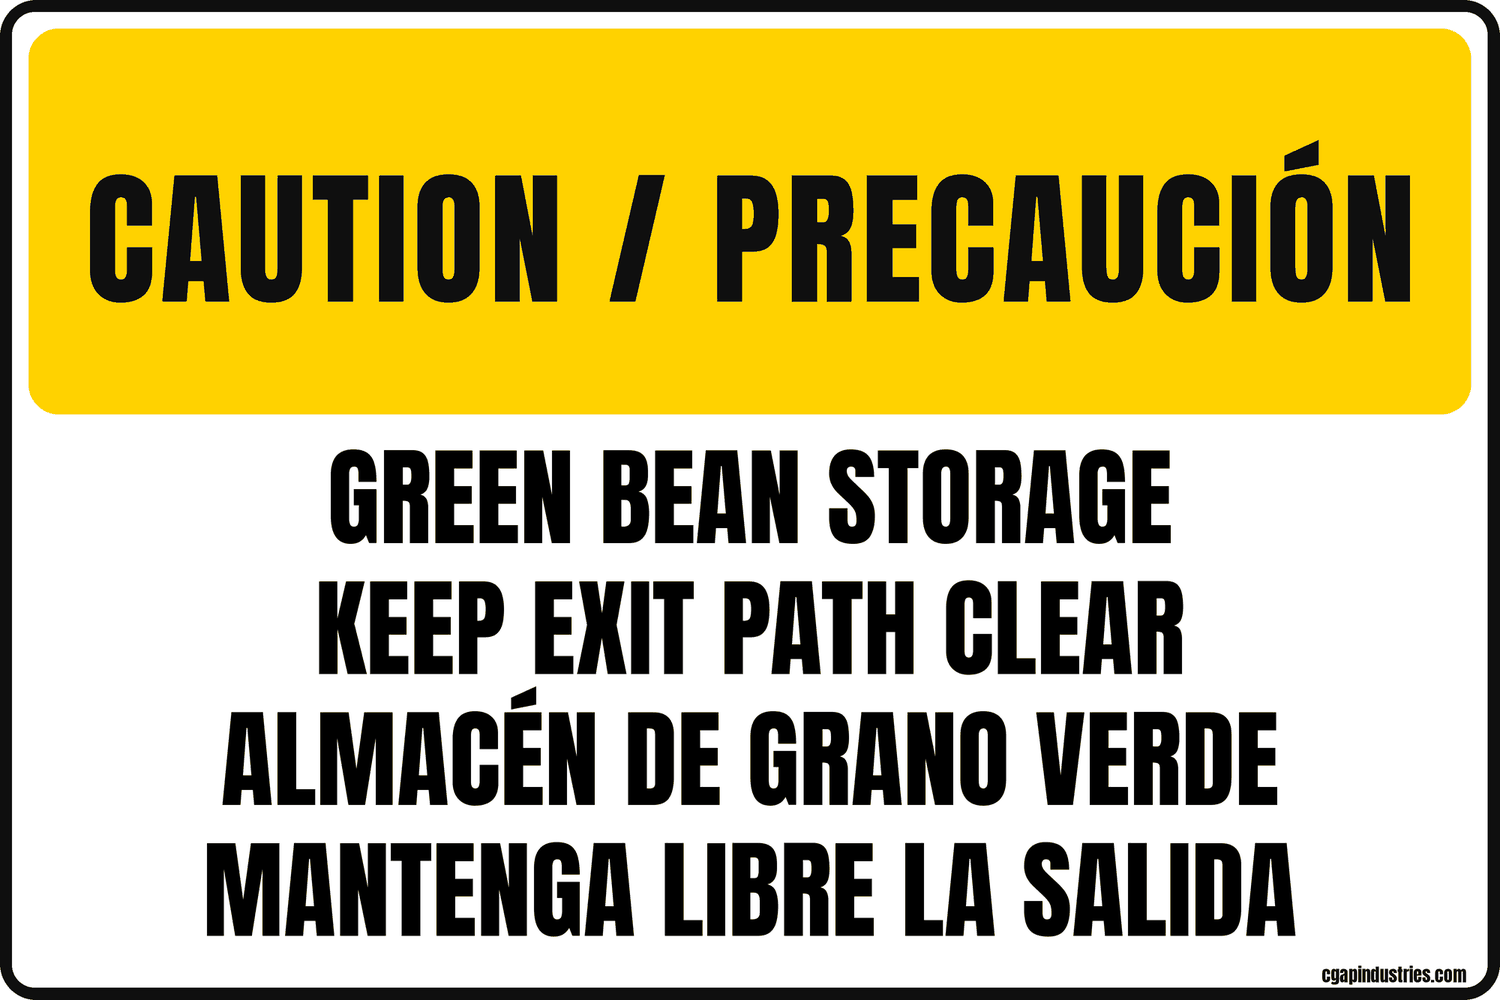 CAUTION / PRECAUCIÓN
GREEN BEAN STORAGE
KEEP EXIT PATH CLEAR
ALMACÉN DE GRANO VERDE
MANTENGA LIBRE LA SALIDA
cgapindustries.com